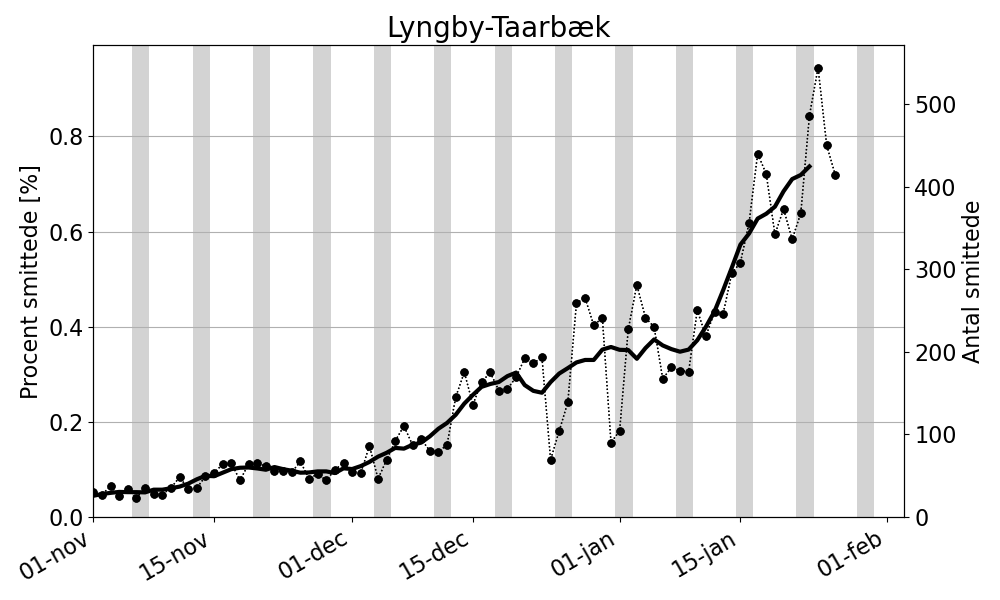 Lyngby-Taarbæk
Procent smittede [%]
0.8
0.6
0.4
0.2
0.0
500
400
300
200
100
0
Antal smittede
01-nov
15-nov
01-dec
15-dec
01-jan
15-jan
01-feb